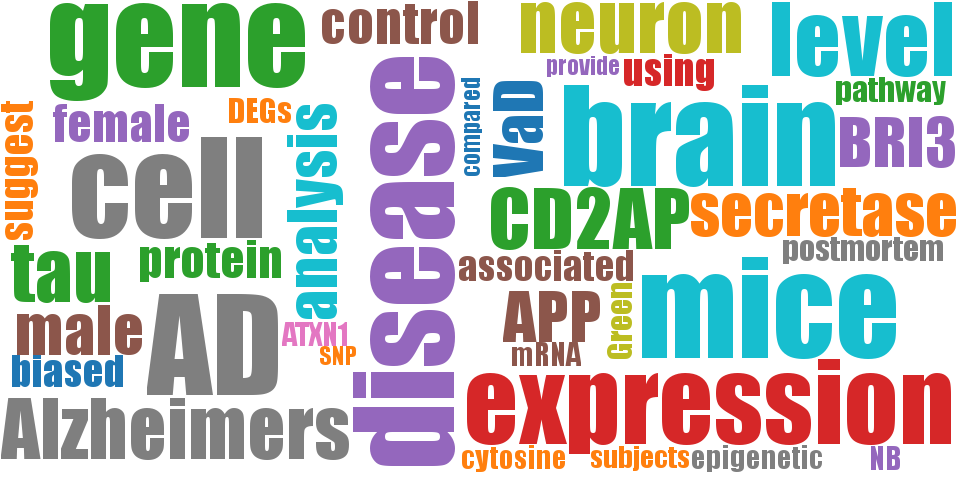 gene
control
neuron
level
provide
using
pathway
suggest
female
DEGs
analysis
disease
compared
VaD
brain
BRI3
cell
CD2AP
secretase
postmortem
tau
protein
associated
mice
male
AD
ATXN1
SNP
APP
Green
mRNA
biased
expression
Alzheimers
cytosine
subjects
epigenetic
NB